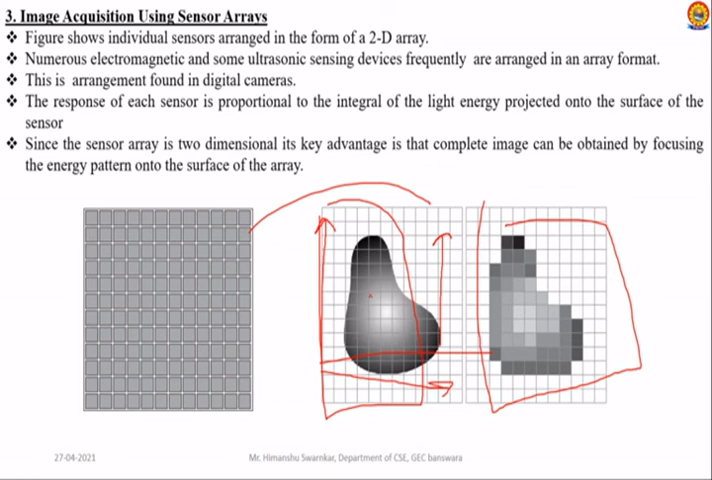 3. Image Acquisition Using Sensor Arrays
❖ Figure shows individual sensors arranged in the form of a 2-D array.
❖ Numerous electromagnetic and some ultrasonic sensing devices frequently are arranged in an array format.
❖ This is arrangement found in digital cameras.
❖ The response of each sensor is proportional to the integral of the light energy projected onto the surface of the
sensor
❖ Since the sensor array is two dimensional its key advantage is that complete image can be obtained by focusing
the energy pattern onto the surface of the array.
27-04-2021
Mr. Himanshu Swarnkar, Department of CSE, GEC banswara